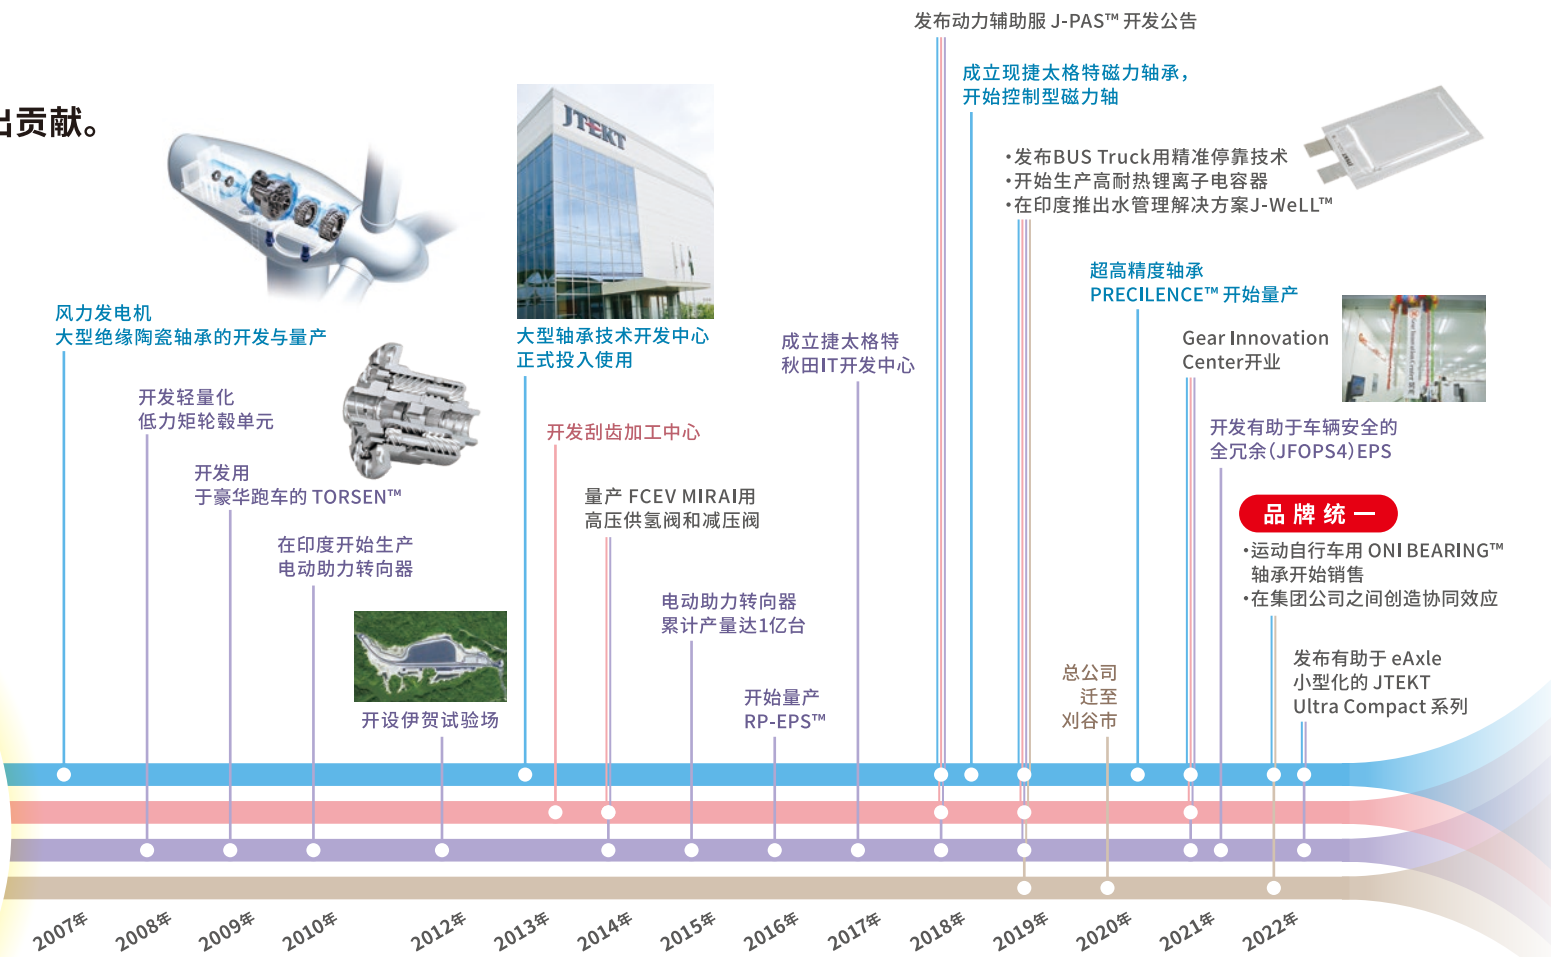 发布动力辅助服 J-PAS™ 开发公告
成立现捷太格特磁力轴承，
开始控制型磁力轴
出贡献。
JTEKT
・发布BUS Truck用精准停靠技术
・开始生产高耐热锂离子电容器
・在印度推出水管理解决方案J-WeLL™
超高精度轴承
PRECILENCE™ 开始量产
风力发电机
大型绝缘陶瓷轴承的开发与量产
大型轴承技术开发中心
正式投入使用
成立捷太格特
秋田IT开发中心
Gear Innovation
Center开业
开发轻量化
低力矩轮毂单元
开发刮齿加工中心
开发有助于车辆安全的
全冗余（JFOPS4）EPS
开发用
于豪华跑车的 TORSEN™
量产 FCEV MIRAI用
高压供氢阀和减压阀
品牌统一
・运动自行车用 ONI BEARING™
轴承开始销售
・在集团公司之间创造协同效应
在印度开始生产
电动助力转向器
电动助力转向器
累计产量达1亿台
发布有助于 eAxle
小型化的 JTEKT
Ultra Compact 系列
总公司
迁至
刈谷市
开设伊贺试验场
开始量产
RP-EPS™
2007年
2008年
2009年
2010年
2012年
2013年
2014年
2015年
2016年
2017年
2018年
2019年
2020年
2021年
2022年